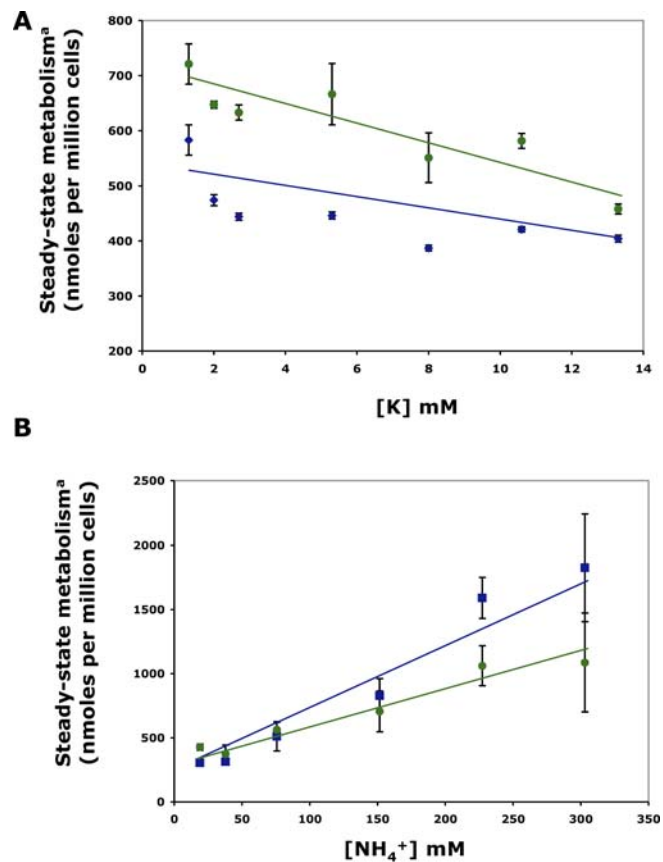 A
Steady-state metabolismᵃ
(nmoles per million cells)
800
700
600
500
400
300
200
0 2 4 6 8 10 12 14
[K] mM
B
Steady-state metabolismᵃ
(nmoles per million cells)
2500
2000
1500
1000
500
0
0 50 100 150 200 250 300 350
[NH₄⁺] mM